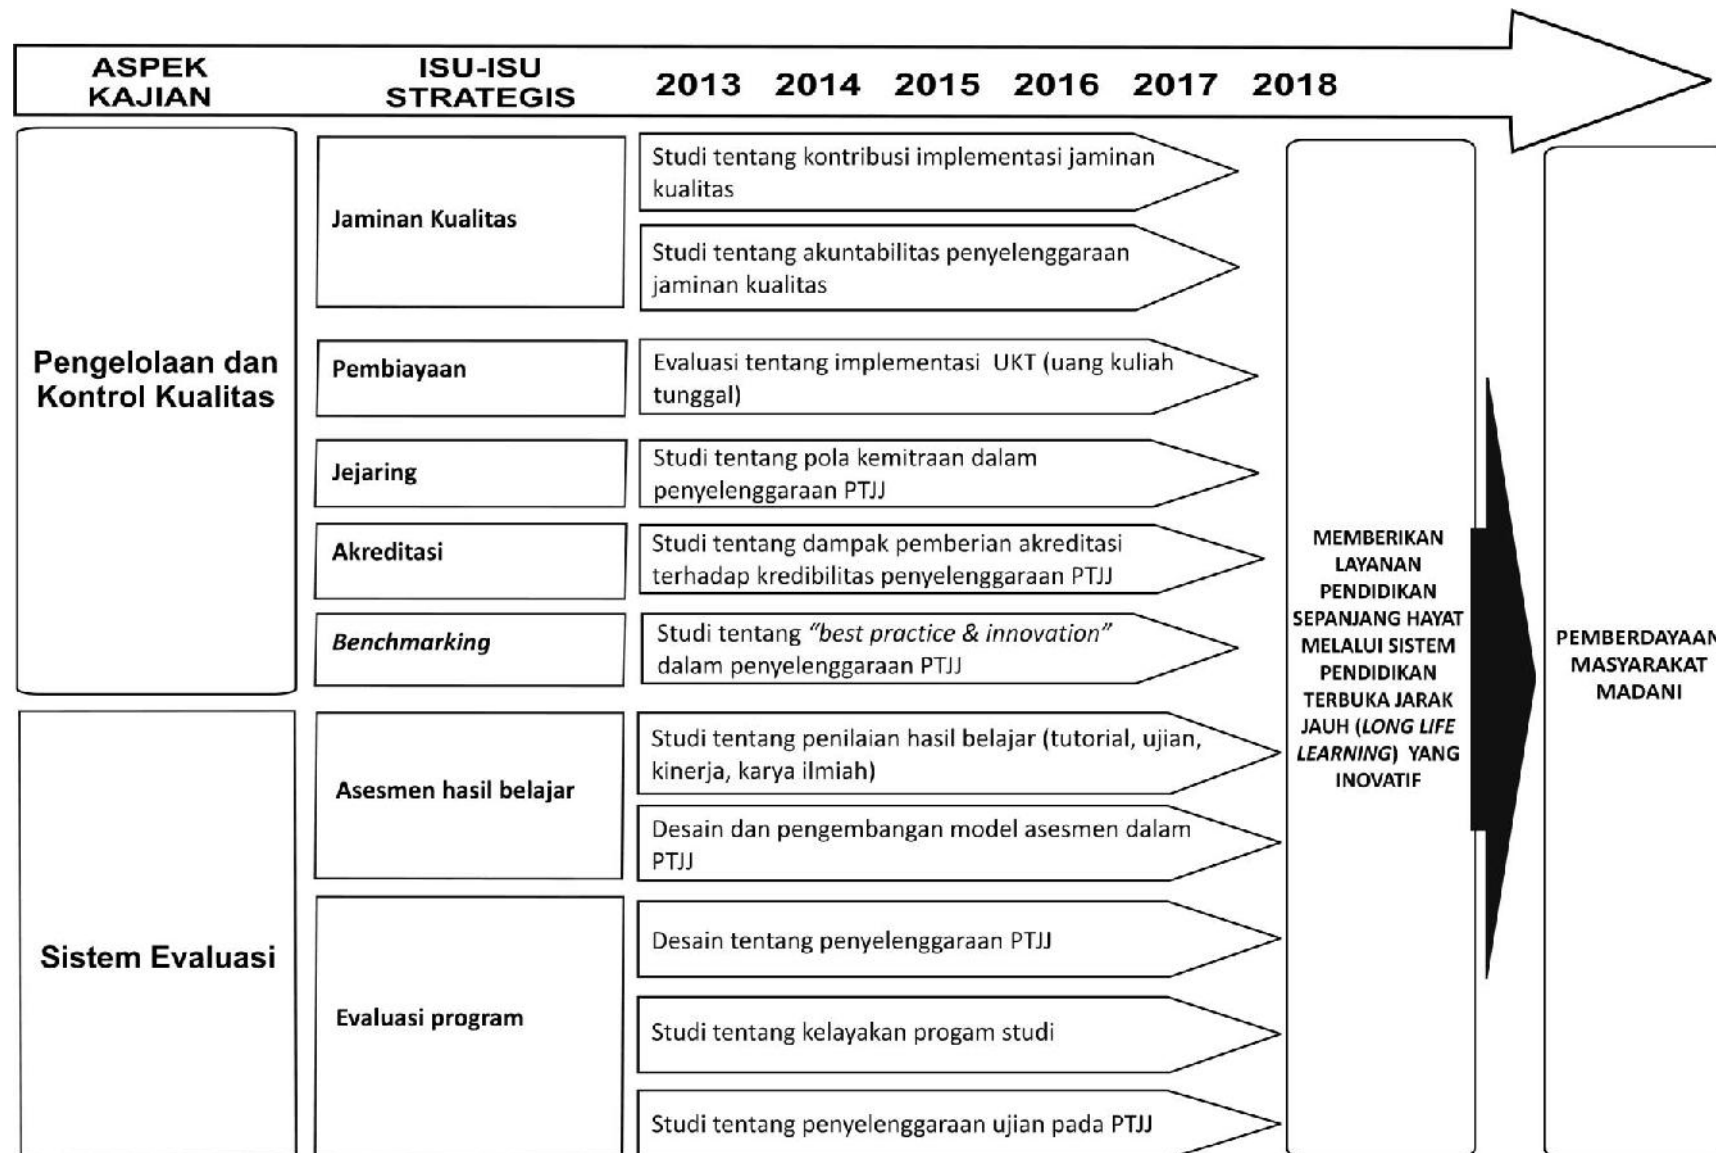 ASPEK
KAJIAN
ISU-ISU
STRATEGIS
2013 2014 2015 2016 2017 2018
Pengelolaan dan
Kontrol Kualitas
Jaminan Kualitas
Studi tentang kontribusi implementasi jaminan
kualitas
Studi tentang akuntabilitas penyelenggaraan
jaminan kualitas
Pembiayaan
Evaluasi tentang implementasi UKT (uang kuliah
tunggal)
Jejaring
Studi tentang pola kemitraan dalam
penyelenggaraan PTJJ
Akreditasi
Studi tentang dampak pemberian akreditasi
terhadap kredibilitas penyelenggaraan PTJJ
Benchmarking
Studi tentang “best practice & innovation”
dalam penyelenggaraan PTJJ
Sistem Evaluasi
Asesmen hasil belajar
Studi tentang penilaian hasil belajar (tutorial, ujian,
kinerja, karya ilmiah)
Desain dan pengembangan model asesmen dalam
PTJJ
Evaluasi program
Desain tentang penyelenggaraan PTJJ
Studi tentang kelayakan progam studi
Studi tentang penyelenggaraan ujian pada PTJJ
MEMBERIKAN
LAYANAN
PENDIDIKAN
SEPANJANG HAYAT
MELALUI SISTEM
PENDIDIKAN
TERBUKA JARAK
JAUH (LONG LIFE
LEARNING) YANG
INOVATIF
PEMBERDAYAAN
MASYARAKAT
MADANI